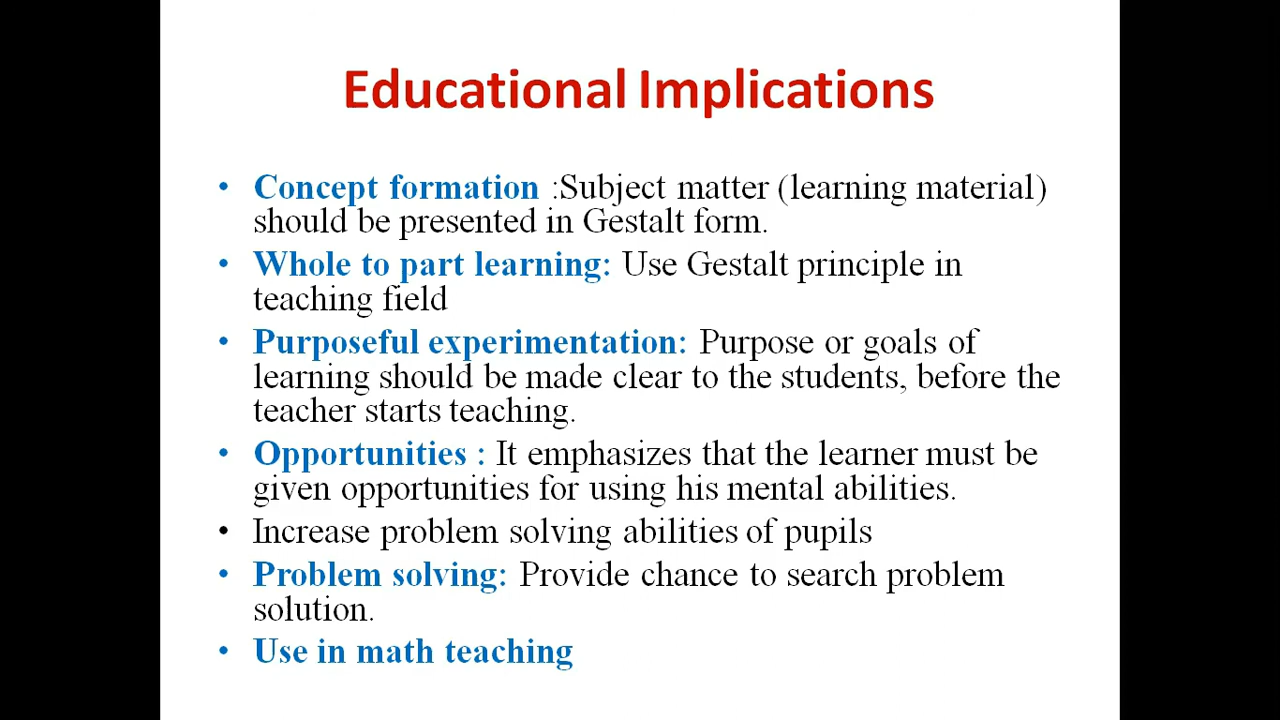 Educational Implications
• Concept formation :Subject matter (learning material)
should be presented in Gestalt form.
• Whole to part learning: Use Gestalt principle in
teaching field
• Purposeful experimentation: Purpose or goals of
learning should be made clear to the students, before the
teacher starts teaching.
• Opportunities : It emphasizes that the learner must be
given opportunities for using his mental abilities.
• Increase problem solving abilities of pupils
• Problem solving: Provide chance to search problem
solution.
• Use in math teaching